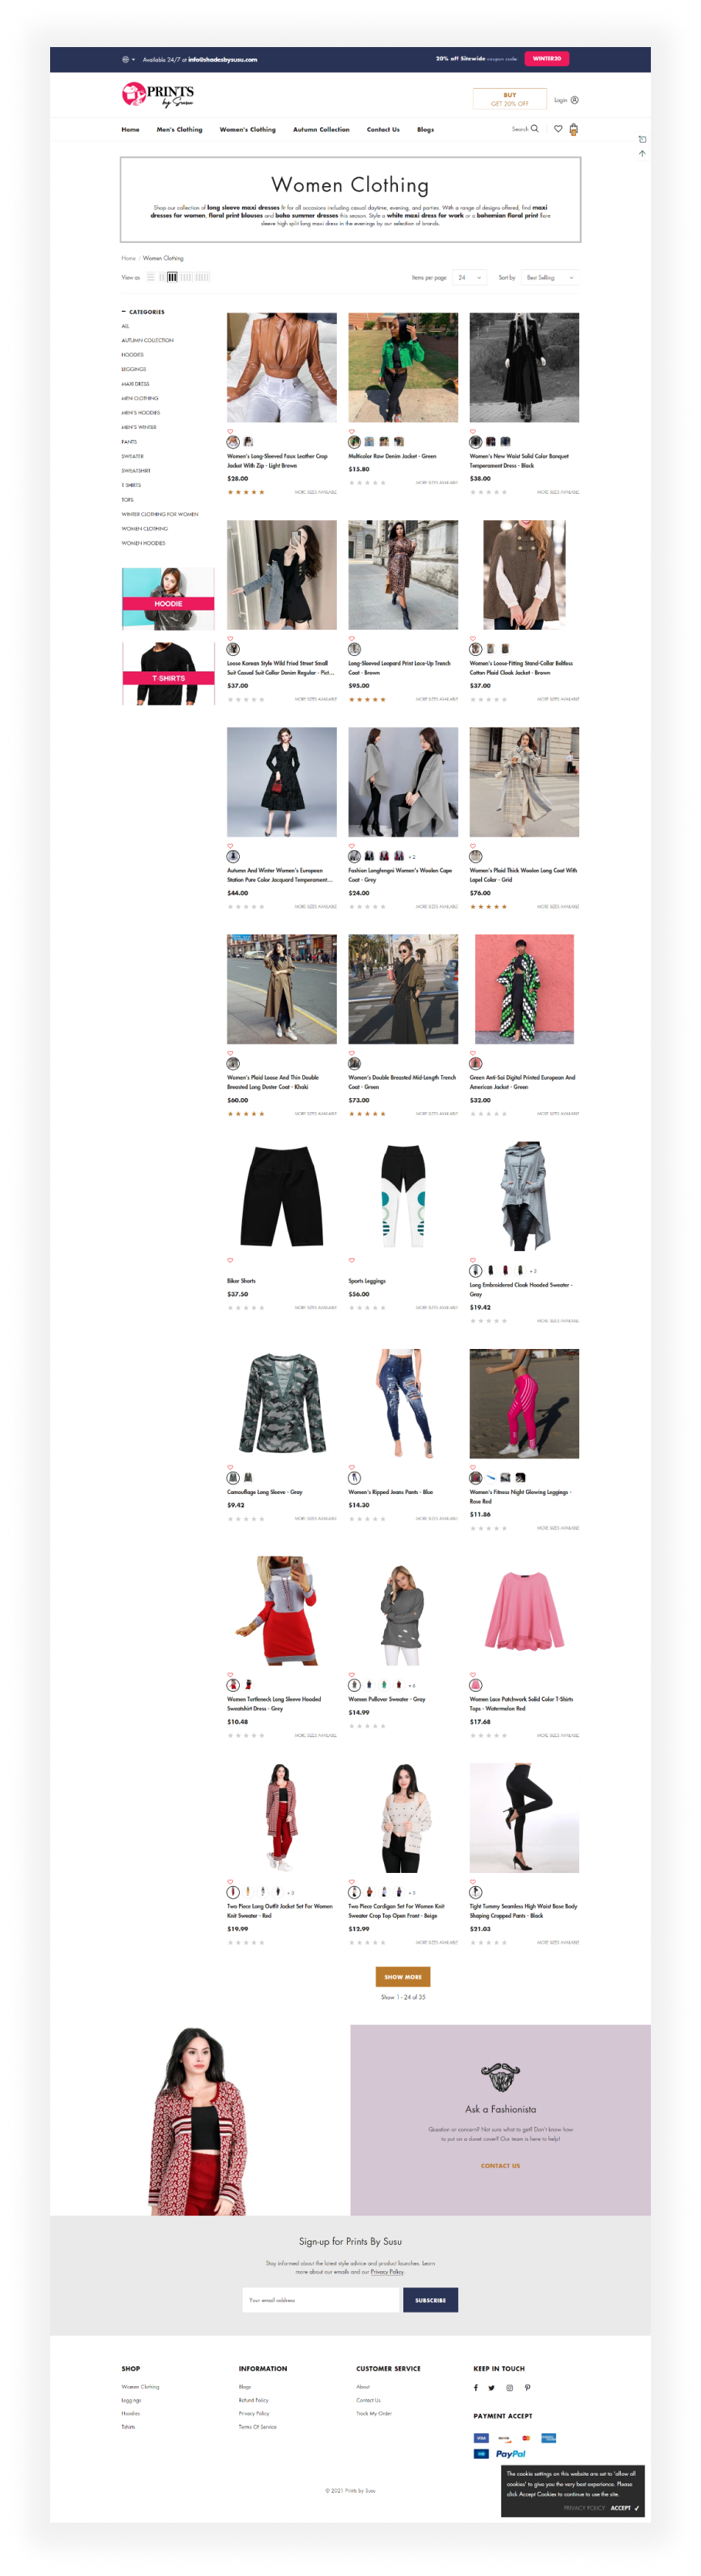 Available 24/7 at info@shadesbysusu.com
20% off Sitewide coupon code WINTER20
PRINTS
by Susu
BUY
GET 20% OFF
Login
Home Men's Clothing Women's Clothing Autumn Collection Contact Us Blogs
Search
Women Clothing
Shop our collection of long sleeve maxi dresses fit for all occasions including casual daytime, evening, and parties. With a range of designs offered, find maxi
dresses for women, floral print blouses and boho summer dresses this season. Style a white maxi dress for work or a bohemian floral print flare
sleeve high split long maxi dress in the evenings by our selection of brands.
Home / Women Clothing
View as
Items per page 24 Sort by Best Selling
CATEGORIES
ALL
AUTUMN COLLECTION
HOODIES
LEGGINGS
MAXI DRESS
MEN CLOTHING
MEN'S HOODIES
MEN'S WINTER
PANTS
SWEATER
SWEATSHIRT
T SHIRTS
TOPS
WINTER CLOTHING FOR WOMEN
WOMEN CLOTHING
WOMEN HOODIES
HOODIE
T-SHIRTS
Women's Long-Sleeved Faux Leather Crop
Jacket With Zip - Light Brown
$28.00
MORE SIZES AVAILABLE
Multicolor Raw Denim Jacket - Green
$15.80
MORE SIZES AVAILABLE
Women's New Waist Solid Color Banquet
Temperament Dress - Black
$38.00
MORE SIZES AVAILABLE
Loose Korean Style Wild Fried Street Small
Suit Casual Suit Collar Denim Regular - Pict...
$37.00
MORE SIZES AVAILABLE
Long-Sleeved Leopard Print Lace-Up Trench
Coat - Brown
$95.00
MORE SIZES AVAILABLE
Women's Loose-Fitting Stand-Collar Beltless
Cotton Plaid Cloak Jacket - Brown
$37.00
MORE SIZES AVAILABLE
Autumn And Winter Women's European
Station Pure Color Jacquard Temperament...
$44.00
MORE SIZES AVAILABLE
+2
Fashion Langfengni Women's Woolen Cape
Coat - Grey
$24.00
MORE SIZES AVAILABLE
Women's Plaid Thick Woolen Long Coat With
Lapel Collar - Grid
$76.00
MORE SIZES AVAILABLE
Women's Plaid Loose And Thin Double
Breasted Long Duster Coat - Khaki
$60.00
MORE SIZES AVAILABLE
Women's Double Breasted Mid-Length Trench
Coat - Green
$73.00
MORE SIZES AVAILABLE
Green Anti-Sai Digital Printed European And
American Jacket - Green
$32.00
MORE SIZES AVAILABLE
Biker Shorts
$37.50
MORE SIZES AVAILABLE
Sports Leggings
$56.00
MORE SIZES AVAILABLE
Long Embroidered Cloak Hooded Sweater -
Gray
$19.42
MORE SIZES AVAILABLE
Camouflage Long Sleeve - Gray
$9.42
MORE SIZES AVAILABLE
Women's Ripped Jeans Pants - Blue
$14.30
MORE SIZES AVAILABLE
Women's Fitness Night Glowing Leggings -
Rose Red
$11.86
MORE SIZES AVAILABLE
Women Turtleneck Long Sleeve Hooded
Sweatshirt Dress - Grey
$10.48
MORE SIZES AVAILABLE
+6
Women Pullover Sweater - Gray
$14.99
Women Lace Patchwork Solid Color T-Shirts
Tops - Watermelon Red
$17.68
MORE SIZES AVAILABLE
Two Piece Long Outfit Jacket Set For Women
Knit Sweater - Red
$19.99
Two Piece Cardigan Set For Women Knit
Sweater Crop Top Open Front - Beige
$12.99
MORE SIZES AVAILABLE
Tight Tummy Seamless High Waist Base Body
Shaping Cropped Pants - Black
$21.03
MORE SIZES AVAILABLE
SHOW MORE
Show 1 - 24 of 35
Ask a Fashionista
Question or concern? Not sure what to get? Don't know how
to put on a duvet cover? Our team is here to help!
CONTACT US
Sign-up for Prints By Susu
Stay informed about the latest style advice and product launches. Learn
more about our emails and our Privacy Policy.
Your email address
SUBSCRIBE
SHOP
Women Clothing
Leggings
Hoodies
Tshirts
INFORMATION
Blogs
Refund Policy
Privacy Policy
Terms Of Service
CUSTOMER SERVICE
About
Contact Us
Track My Order
KEEP IN TOUCH
PAYMENT ACCEPT
VISA
PayPal
© 2021 Prints by Susu
The cookie settings on this website are set to 'allow all
cookies' to give you the very best experience. Please
click Accept Cookies to continue to use the site.
PRIVACY POLICY ACCEPT ✓